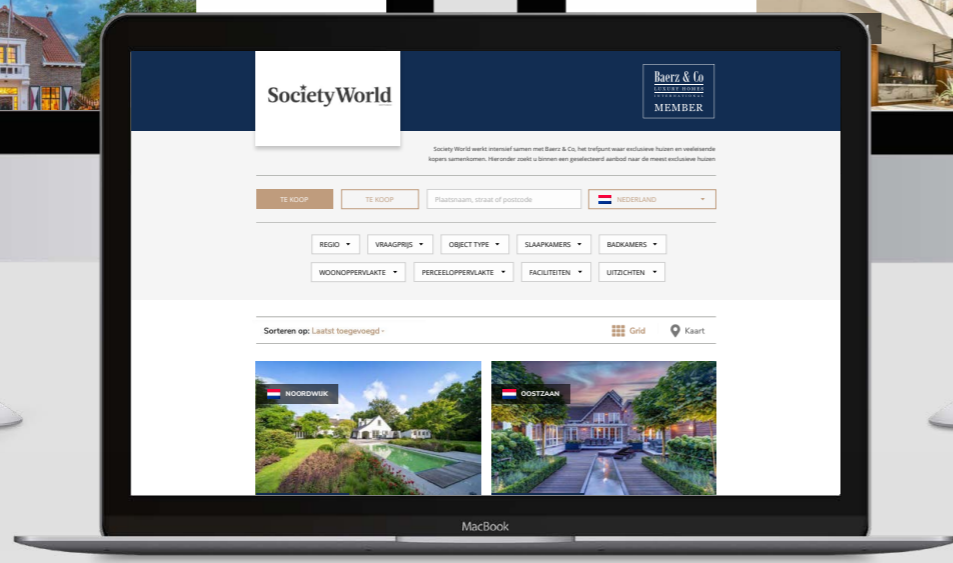 SocietyWorld
Baerz & Co
LUXURY HOMES
INTERNATIONAL
MEMBER
Society World werkt intensief samen met Baerz & Co, het trefpunt waar exclusieve huizen en veeleisende
kopers samenkomen. Hieronder zoekt u binnen een geselecteerd aanbod naar de meest exclusieve huizen
TE KOOP
TE KOOP
Plaatsnaam, straat of postcode
NEDERLAND
REGIO
VRAAGPRIJS
OBJECT TYPE
SLAAPKAMERS
BADKAMERS
WOONOPPERVLAKTE
PERCEELOPPERVLAKTE
FACILITEITEN
UITZICHTEN
Sorteren op: Laatst toegevoegd -
Grid
Kaart
NOORDWIJK
OOSTZAAN
MacBook